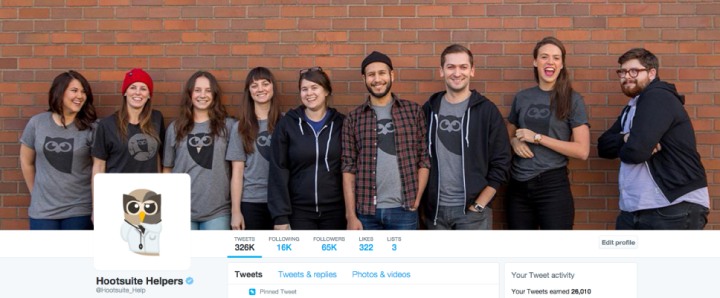 TWEETS FOLLOWING FOLLOWERS LIKES LISTS
326K 16K 65K 322 3
Edit profile
Hootsuite Helpers
@Hootsuite_Help
Tweets Tweets & replies Photos & videos
Pinned Tweet
Your Tweet activity
Your Tweets earned 26,010